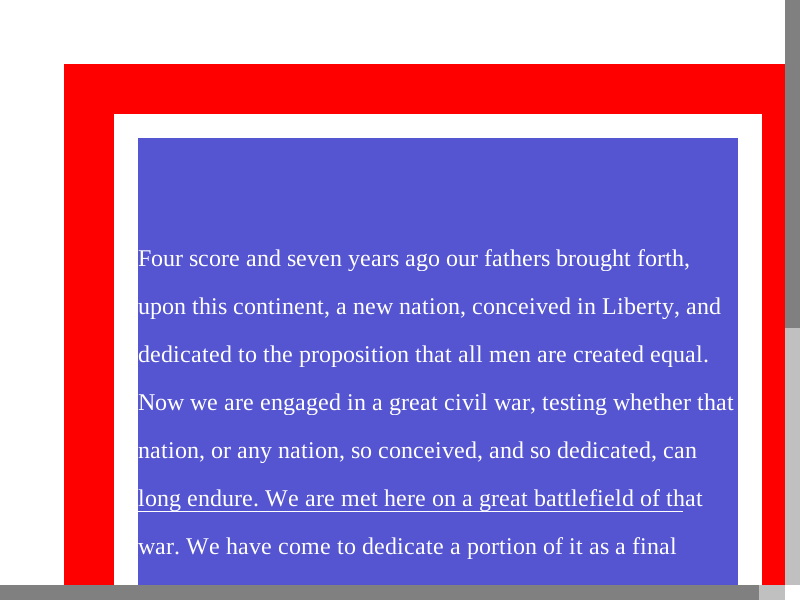 Four score and seven years ago our fathers brought forth,
upon this continent, a new nation, conceived in Liberty, and
dedicated to the proposition that all men are created equal.
Now we are engaged in a great civil war, testing whether that
nation, or any nation, so conceived, and so dedicated, can
long endure. We are met here on a great battlefield of that
war. We have come to dedicate a portion of it as a final